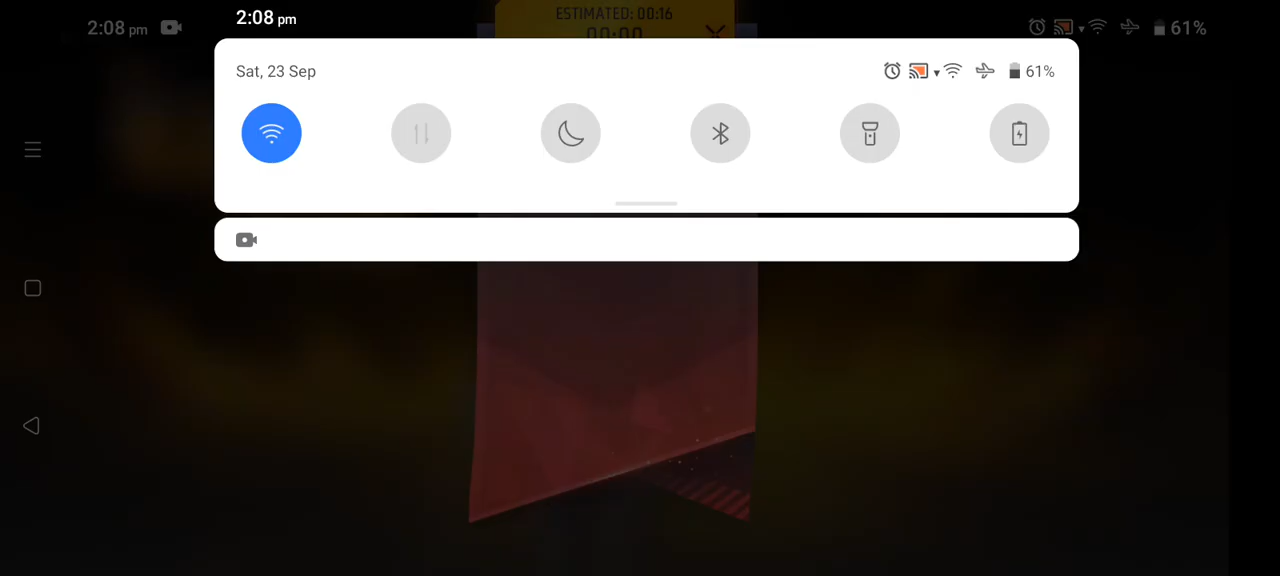 2:08 pm
2:08 pm
ESTIMATED: 00:16
00:00
61%
Sat, 23 Sep
61%